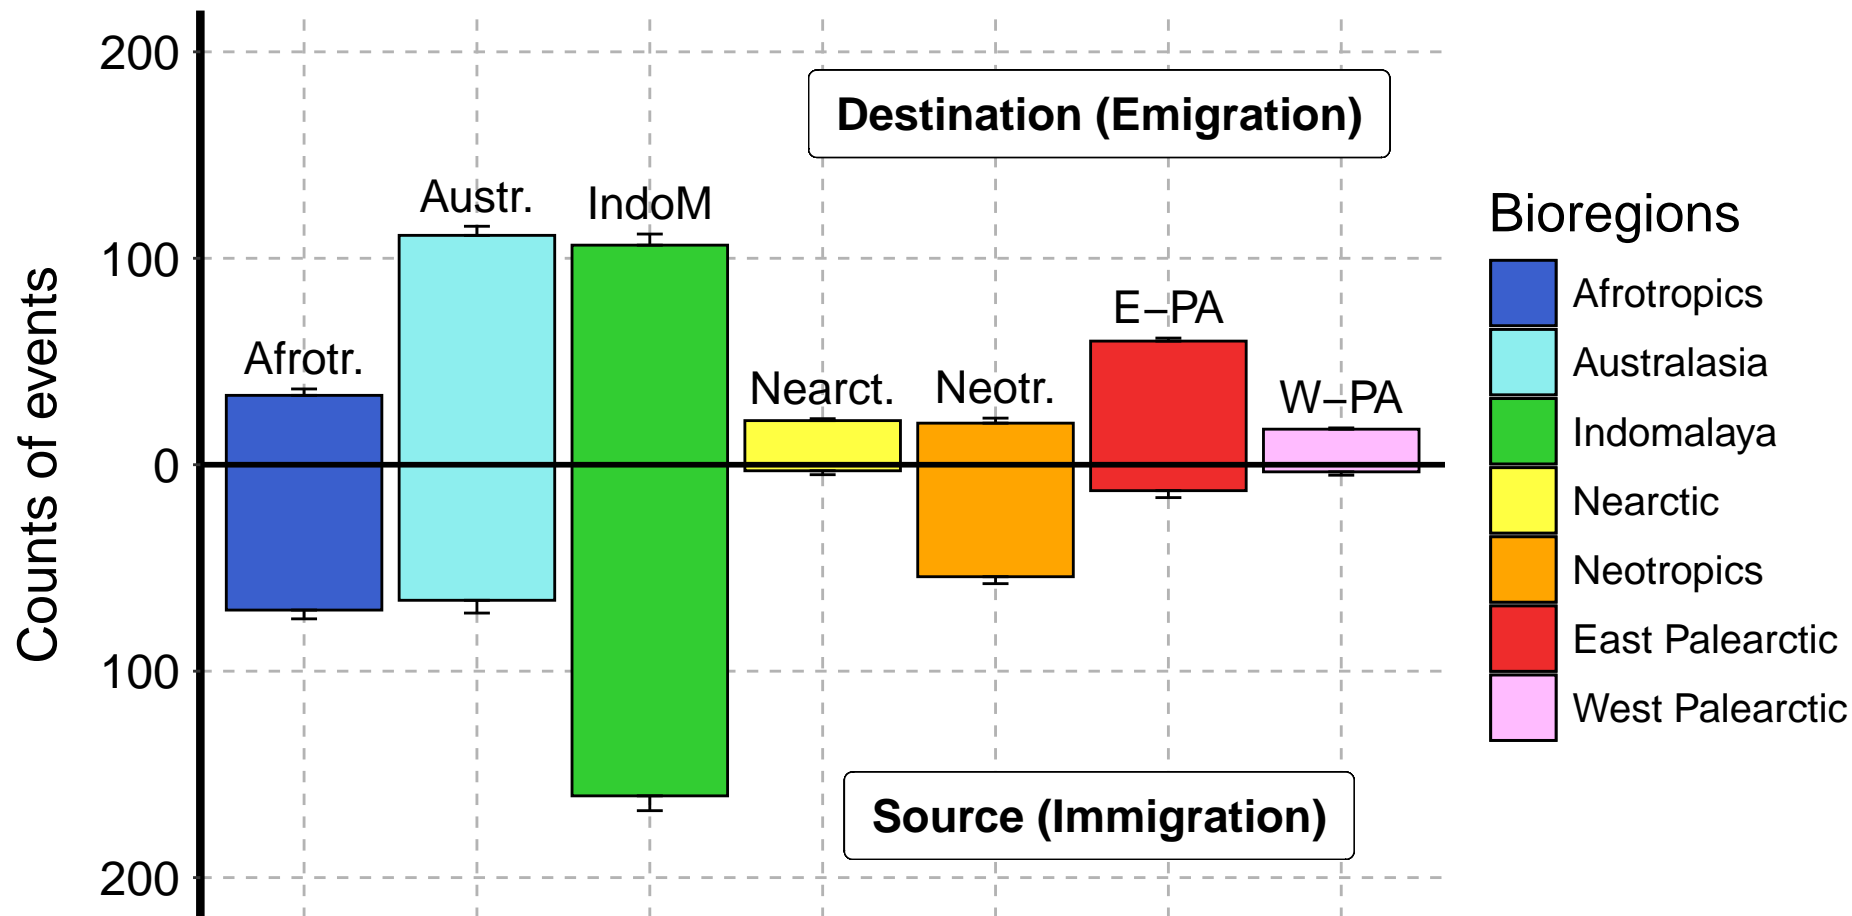 200
Destination (Emigration)
Austr.
IndoM
Bioregions
100
Afrotropics
E−PA
Afrotr.
Australasia
Nearct.
Neotr.
W−PA
Indomalaya
Counts of events
0
Nearctic
Neotropics
East Palearctic
100
West Palearctic
Source (Immigration)
200